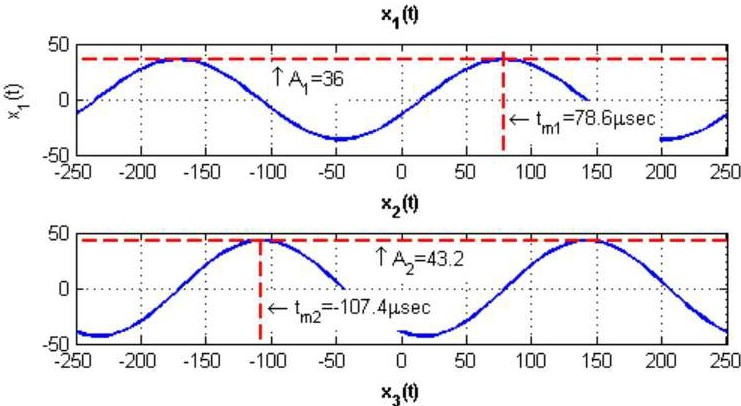 x1(t)
50
x1(t)
↑ A1=36
0
← tm1=78.6μsec
-50
-250 -200 -150 -100 -50 0 50 100 150 200 250
x2(t)
50
↑ A2=43.2
0
← tm2=-107.4μsec
-50
-250 -200 -150 -100 -50 0 50 100 150 200 250
x3(t)